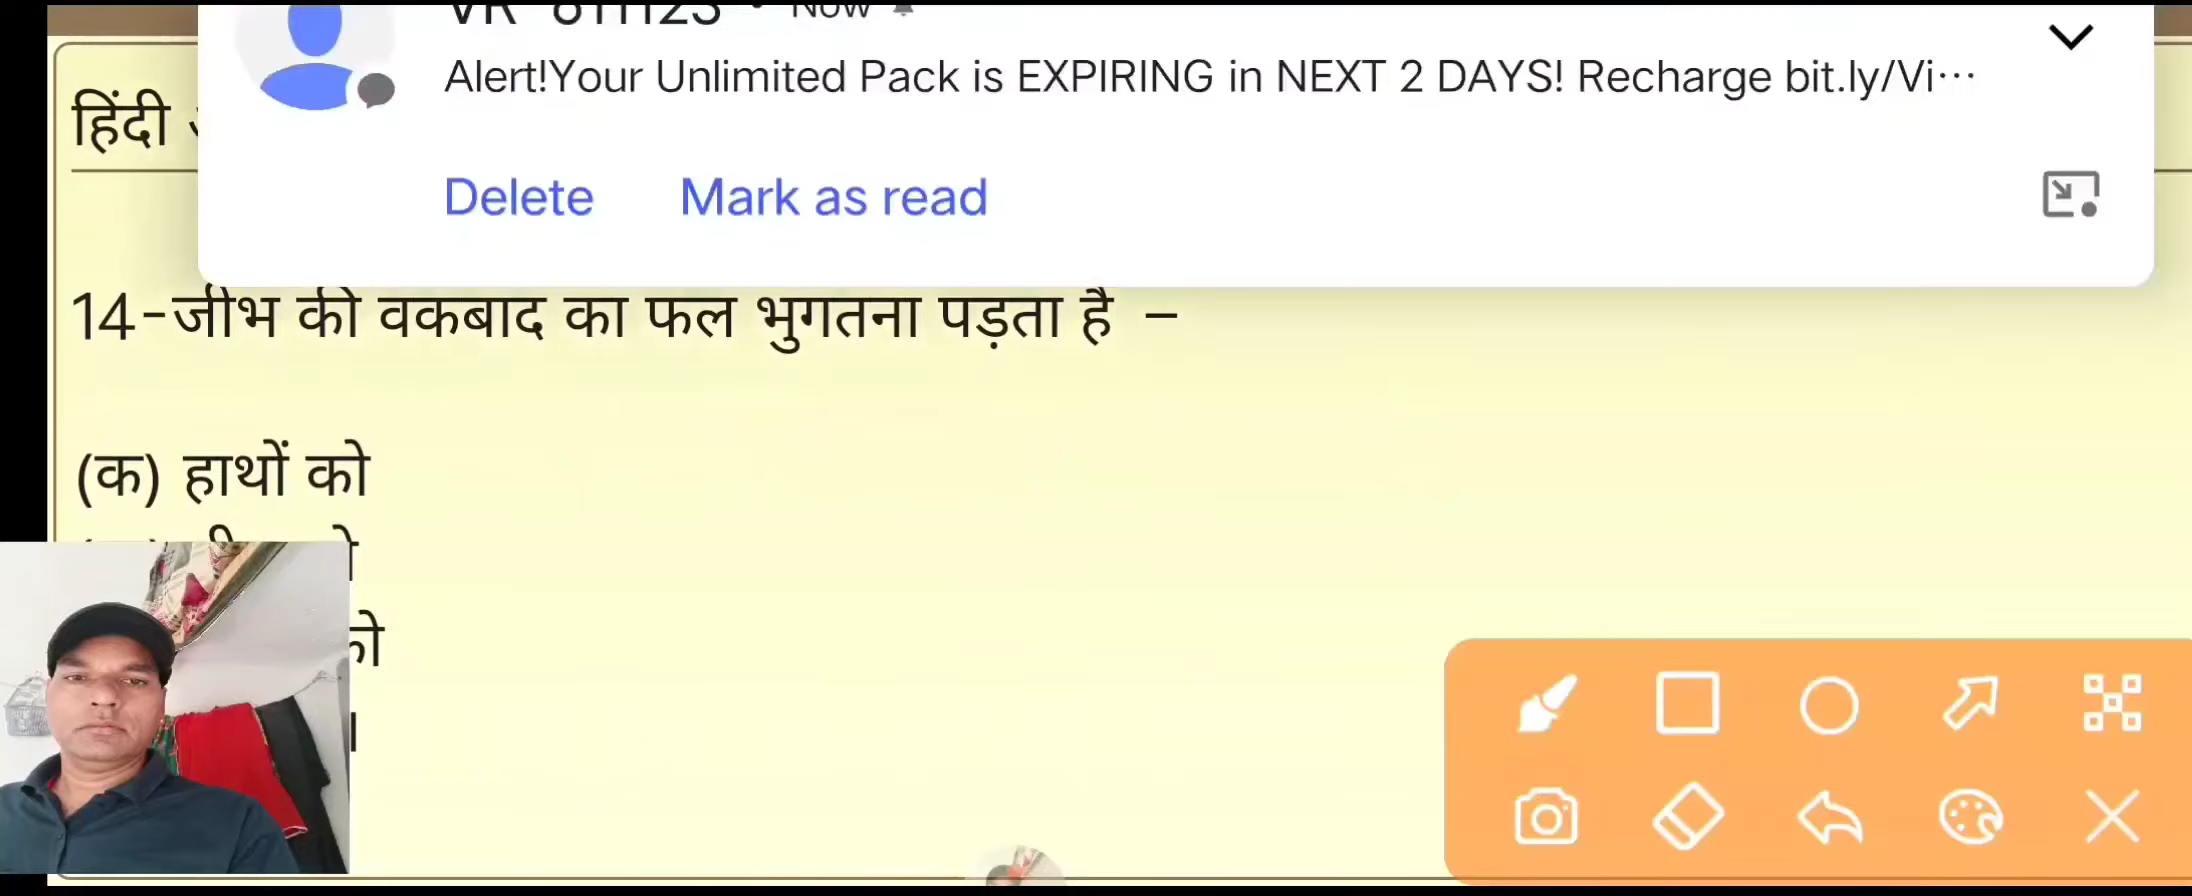 Now
Alert!Your Unlimited Pack is EXPIRING in NEXT 2 DAYS! Recharge bit.ly/Vi…
हिंदी
Delete Mark as read
14-जीभ की वकबाद का फल भुगतना पड़ता है –
(क) हाथों को